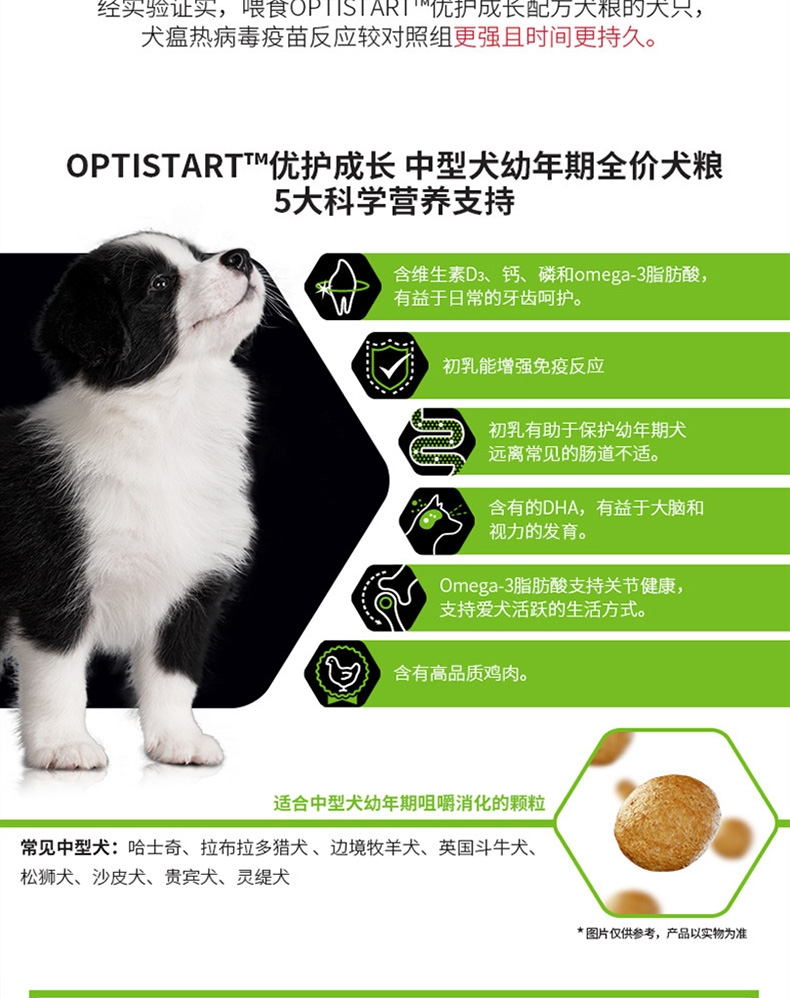 经实验证实，喂食OPTISTART™优护成长配方犬粮的犬只，
犬瘟热病毒疫苗反应较对照组更强且时间更持久。
OPTISTART™优护成长 中型犬幼年期全价犬粮
5大科学营养支持
含维生素D₃、钙、磷和omega-3脂肪酸，
有益于日常的牙齿呵护。
初乳能增强免疫反应
初乳有助于保护幼年期犬
远离常见的肠道不适。
含有的DHA，有益于大脑和
视力的发育。
Omega-3脂肪酸支持关节健康，
支持爱犬活跃的生活方式。
含有高品质鸡肉。
适合中型犬幼年期咀嚼消化的颗粒
常见中型犬：哈士奇、拉布拉多猎犬 、边境牧羊犬、英国斗牛犬、
松狮犬、沙皮犬、贵宾犬、灵缇犬
*图片仅供参考，产品以实物为准